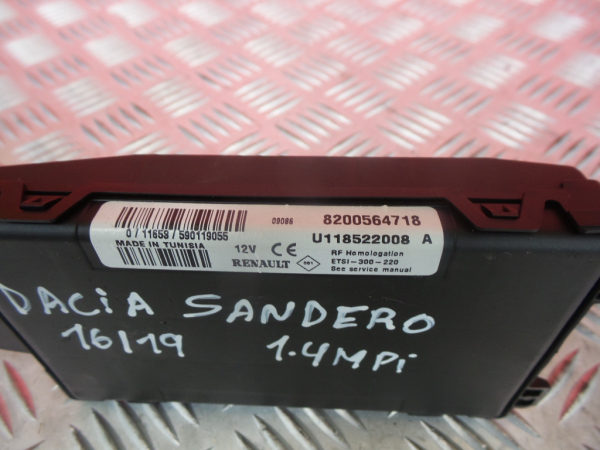 09086 8200564718
0 / 11653 / 590119055 U118522008 A
MADE IN TUNISIA 12V CE RF Homologation
RENAULT ETSI-300-220
See service manual
DACiA SANDERO
16/19 1.4MPi